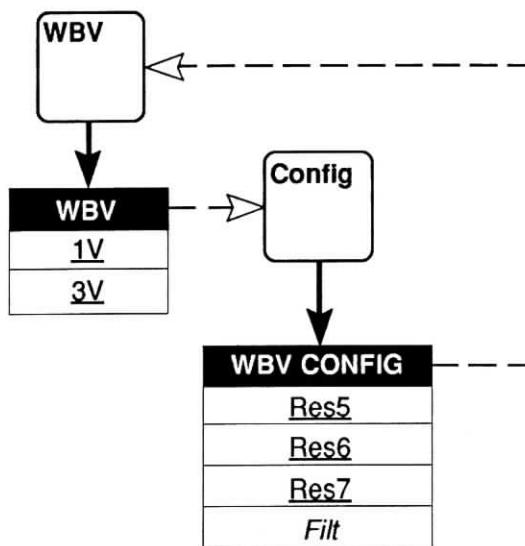 WBV
WBV
1V
3V
Config
WBV CONFIG
Res5
Res6
Res7
Filt